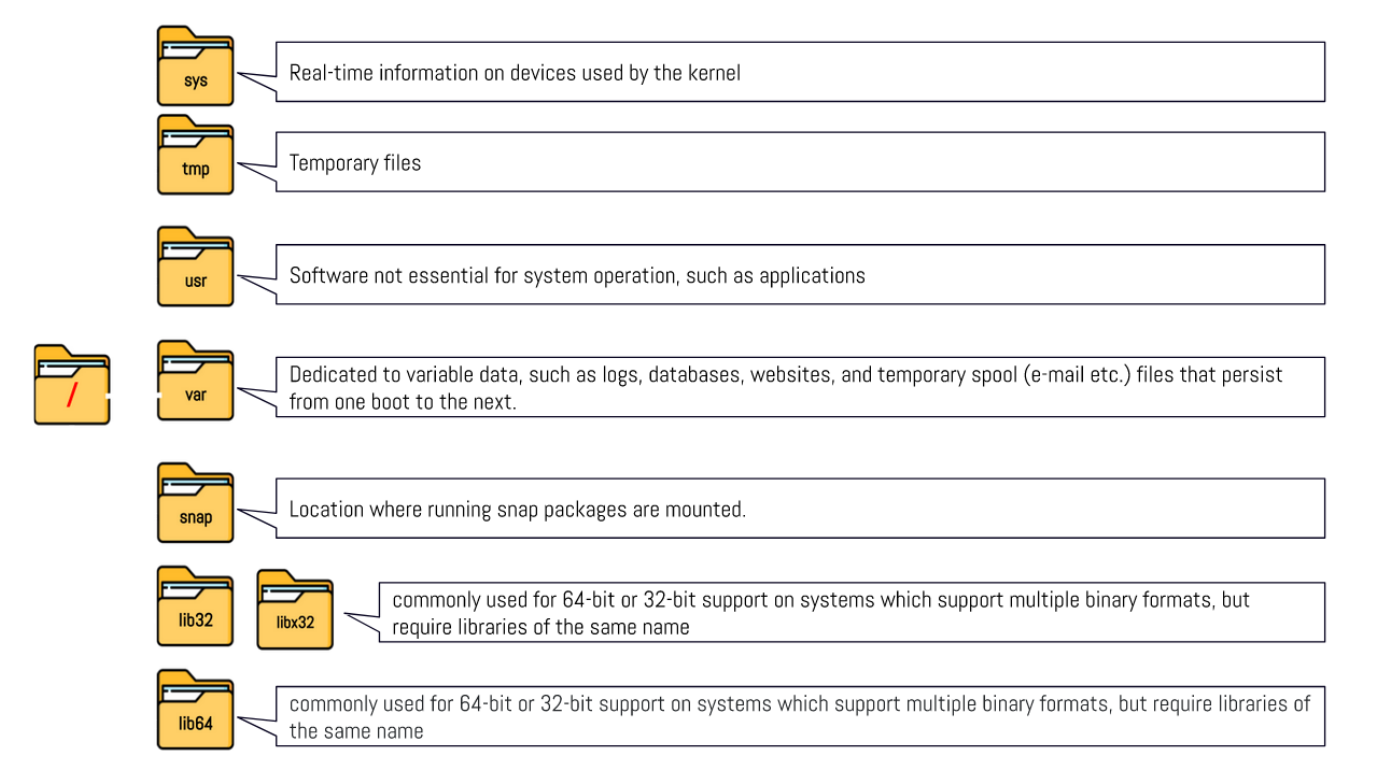 sys
Real-time information on devices used by the kernel
tmp
Temporary files
usr
Software not essential for system operation, such as applications
/
var
Dedicated to variable data, such as logs, databases, websites, and temporary spool (e-mail etc.) files that persist
from one boot to the next.
snap
Location where running snap packages are mounted.
lib32
libx32
commonly used for 64-bit or 32-bit support on systems which support multiple binary formats, but
require libraries of the same name
lib64
commonly used for 64-bit or 32-bit support on systems which support multiple binary formats, but require libraries of
the same name